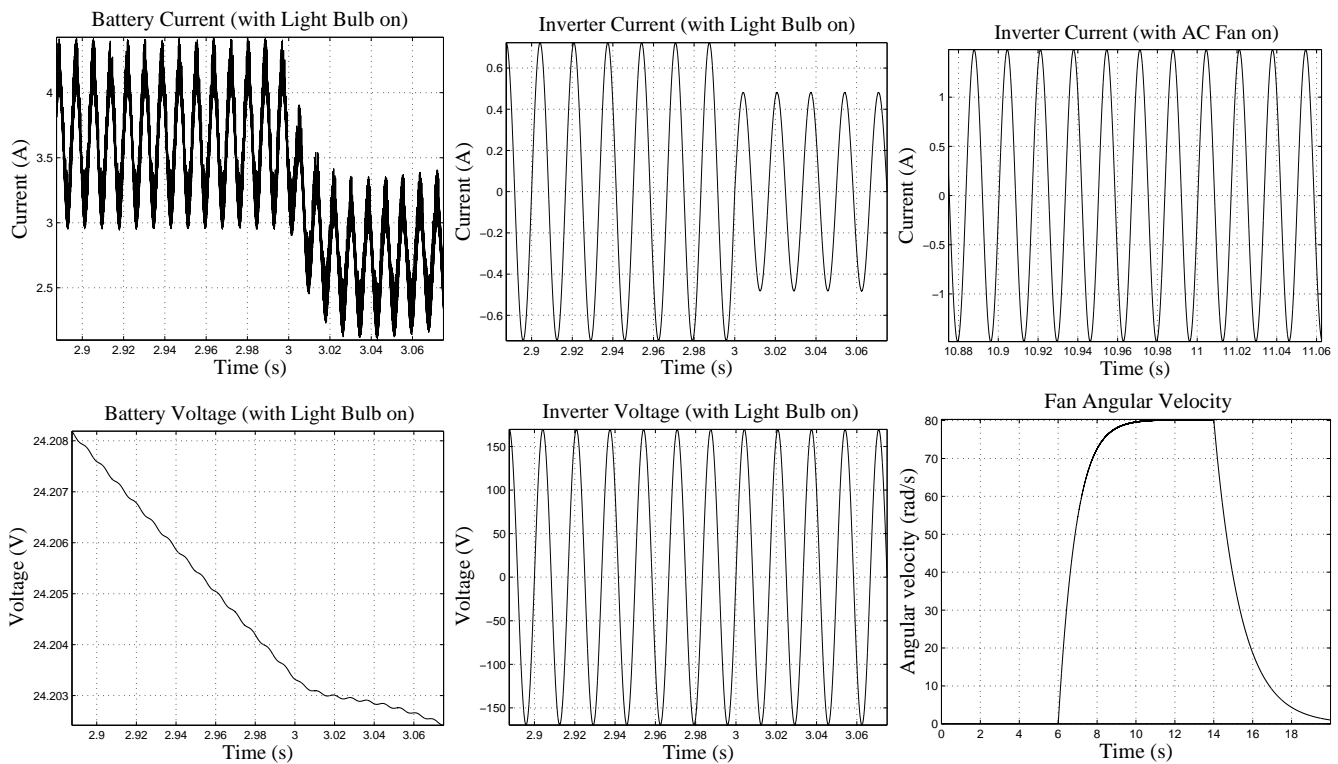 Battery Current (with Light Bulb on)
4
3.5
3
2.5
Current (A)
2.9 2.92 2.94 2.96 2.98 3 3.02 3.04 3.06
Time (s)
Inverter Current (with Light Bulb on)
0.6
0.4
0.2
0
−0.2
−0.4
−0.6
Current (A)
2.9 2.92 2.94 2.96 2.98 3 3.02 3.04 3.06
Time (s)
Inverter Current (with AC Fan on)
1
0.5
0
−0.5
−1
Current (A)
10.88 10.9 10.92 10.94 10.96 10.98 11 11.02 11.04 11.06
Time (s)
Battery Voltage (with Light Bulb on)
24.208
24.207
24.206
24.205
24.204
24.203
Voltage (V)
2.9 2.92 2.94 2.96 2.98 3 3.02 3.04 3.06
Time (s)
Inverter Voltage (with Light Bulb on)
150
100
50
0
−50
−100
−150
Voltage (V)
2.9 2.92 2.94 2.96 2.98 3 3.02 3.04 3.06
Time (s)
Fan Angular Velocity
80
70
60
50
40
30
20
10
0
Angular velocity (rad/s)
0 2 4 6 8 10 12 14 16 18
Time (s)